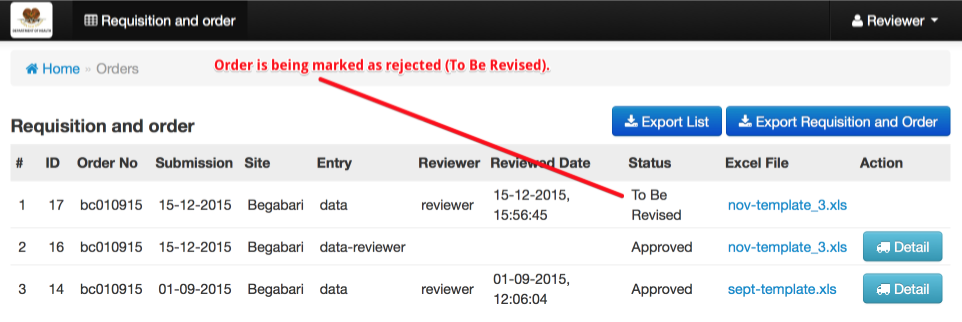 DEPARTMENT OF HEALTH
Requisition and order
Reviewer
Home » Orders
Order is being marked as rejected (To Be Revised).
Requisition and order
Export List
Export Requisition and Order
# ID Order No Submission Site Entry Reviewer Reviewed Date Status Excel File Action
1 17 bc010915 15-12-2015 Begabari data reviewer 15-12-2015, 15:56:45 To Be Revised nov-template_3.xls
2 16 bc010915 15-12-2015 Begabari data-reviewer Approved nov-template_3.xls Detail
3 14 bc010915 01-09-2015 Begabari data reviewer 01-09-2015, 12:06:04 Approved sept-template.xls Detail